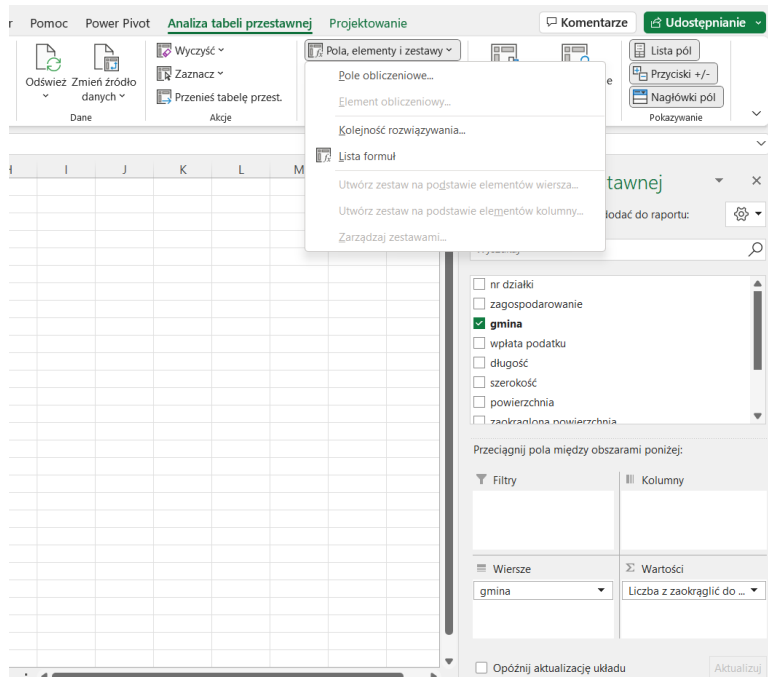 r Pomoc Power Pivot Analiza tabeli przestawnej Projektowanie Komentarze Udostępnianie
Odśwież
Zmień źródło
danych
Dane
Wyczyść
Zaznacz
Przenieś tabelę przest.
Akcje
Pola, elementy i zestawy
Pole obliczeniowe...
Element obliczeniowy...
Kolejność rozwiązywania...
Lista formuł
Utwórz zestaw na podstawie elementów wiersza...
Utwórz zestaw na podstawie elementów kolumny...
Zarządzaj zestawami...
e
Lista pól
Przyciski +/-
Nagłówki pól
Pokazywanie
I J K L M
tawnej
dodać do raportu:
nr działki
zagospodarowanie
gmina
wpłata podatku
długość
szerokość
powierzchnia
zaokrąglona powierzchnia
Przeciągnij pola między obszarami poniżej:
Filtry
Kolumny
Wiersze
Σ Wartości
gmina
Liczba z zaokrąglić do ...
Opóźnij aktualizację układu
Aktualizuj